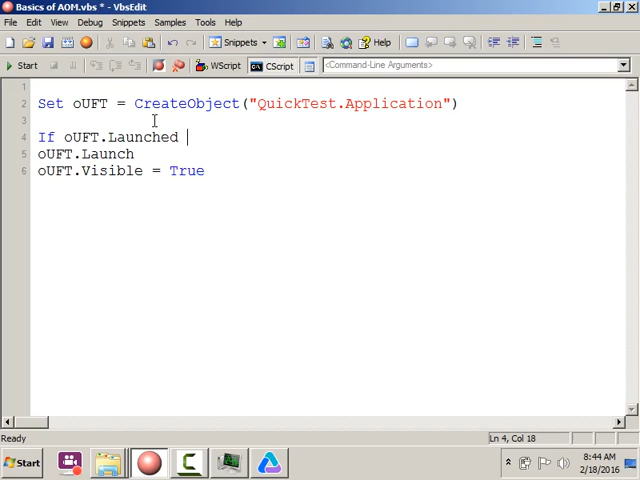 Basics of AOM.vbs * - VbsEdit
File Edit View Debug Snippets Samples Tools Help
Snippets Help
Start WScript CScript <Command-Line Arguments>
1
2 Set oUFT = CreateObject("QuickTest.Application")
3
4 If oUFT.Launched
5 oUFT.Launch
6 oUFT.Visible = True
Ready Ln 4, Col 18
Start 8:44 AM
2/18/2016